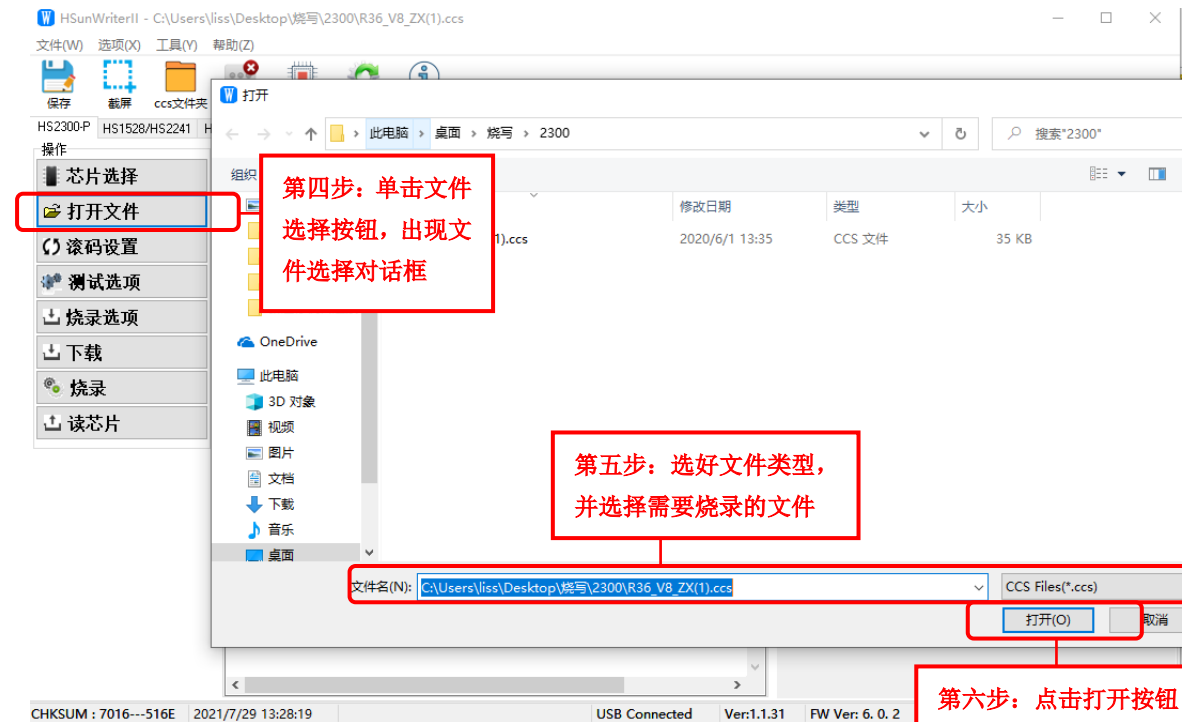 HSunWriterII - C:\Users\liss\Desktop\烧写\2300\R36_V8_ZX(1).ccs
文件(W) 选项(X) 工具(Y) 帮助(Z)
保存 截屏 ccs文件夹
HS2300-P HS1528/HS2241 H
操作
芯片选择
打开文件
滚码设置
测试选项
烧录选项
下载
烧录
读芯片
打开
此电脑 › 桌面 › 烧写 › 2300
搜索"2300"
组织
修改日期 类型 大小
1).ccs 2020/6/1 13:35 CCS 文件 35 KB
第四步：单击文件
选择按钮，出现文
件选择对话框
OneDrive
此电脑
3D 对象
视频
图片
文档
下载
音乐
桌面
第五步：选好文件类型，
并选择需要烧录的文件
文件名(N): C:\Users\liss\Desktop\烧写\2300\R36_V8_ZX(1).ccs CCS Files(*.ccs)
打开(O) 取消
第六步：点击打开按钮
CHKSUM : 7016---516E 2021/7/29 13:28:19 USB Connected Ver:1.1.31 FW Ver: 6. 0. 2